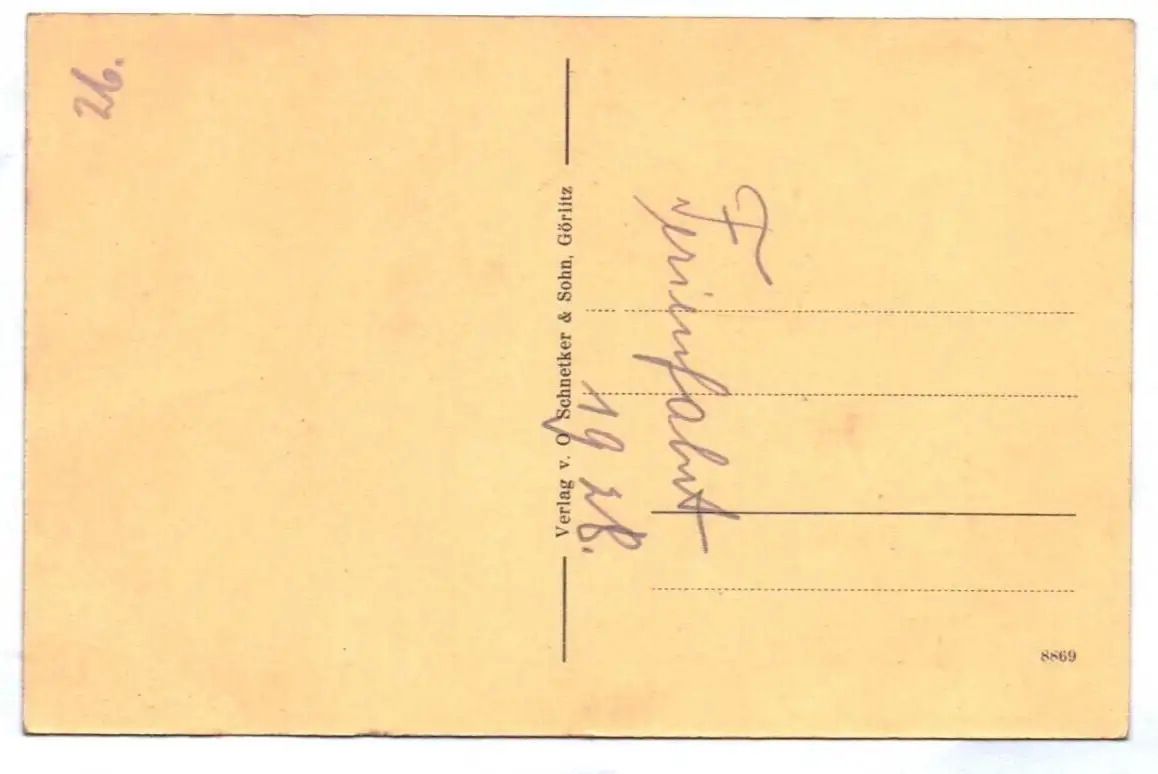 26.
Verlag v. O. Schnetker & Sohn, Görlitz
Ferienfahrt
1928.
8869